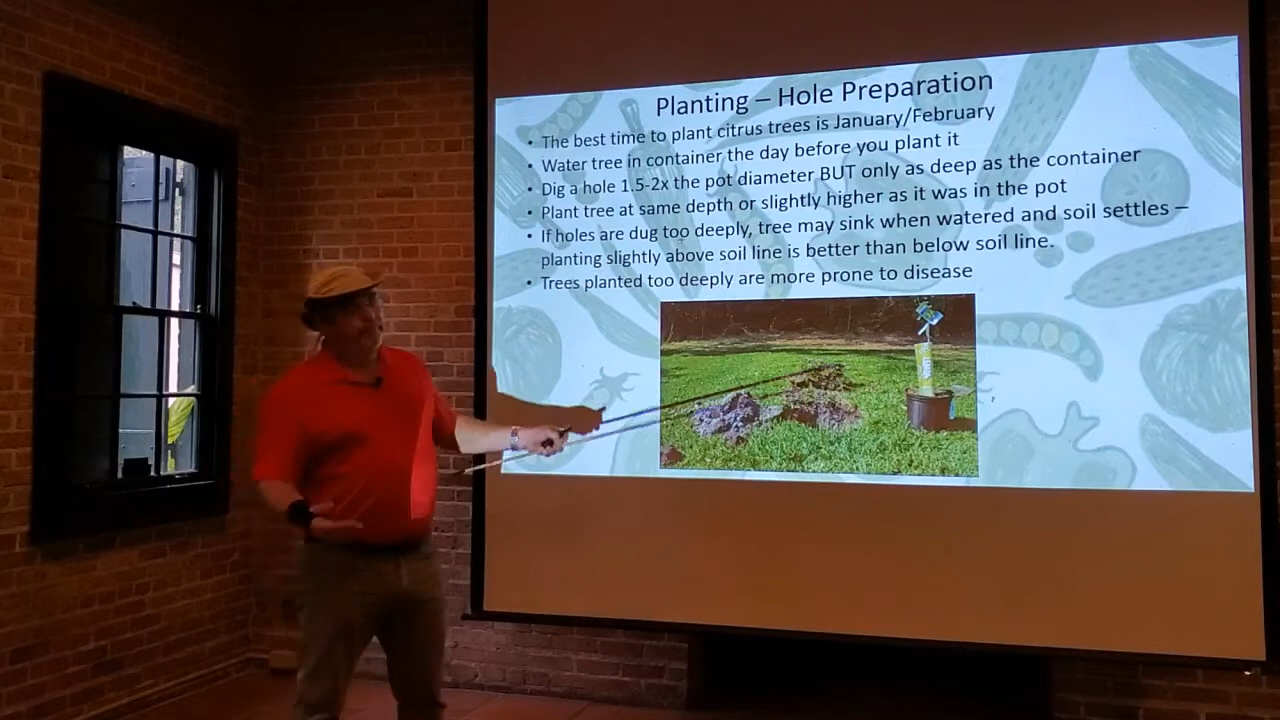 Planting – Hole Preparation
• The best time to plant citrus trees is January/February
• Water tree in container the day before you plant it
• Dig a hole 1.5-2x the pot diameter BUT only as deep as the container
• Plant tree at same depth or slightly higher as it was in the pot
• If holes are dug too deeply, tree may sink when watered and soil settles –
planting slightly above soil line is better than below soil line.
• Trees planted too deeply are more prone to disease